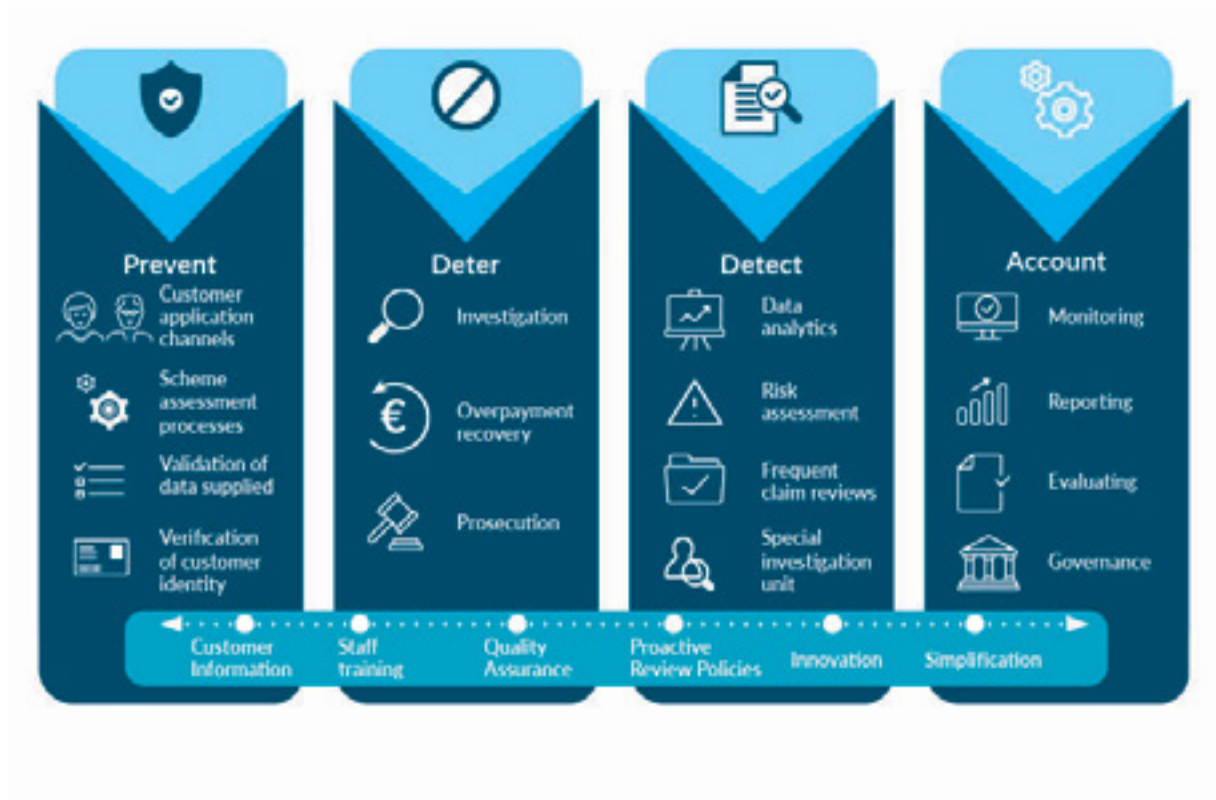 Prevent
Customer
application
channels
Scheme
assessment
processes
Validation of
data supplied
Verification
of customer
identity
Deter
Investigation
€
Overpayment
recovery
Prosecution
Detect
Data
analytics
Risk
assessment
Frequent
claim reviews
Special
investigation
unit
Account
Monitoring
Reporting
Evaluating
Governance
Customer
Information
Staff
training
Quality
Assurance
Proactive
Review Policies
Innovation
Simplification